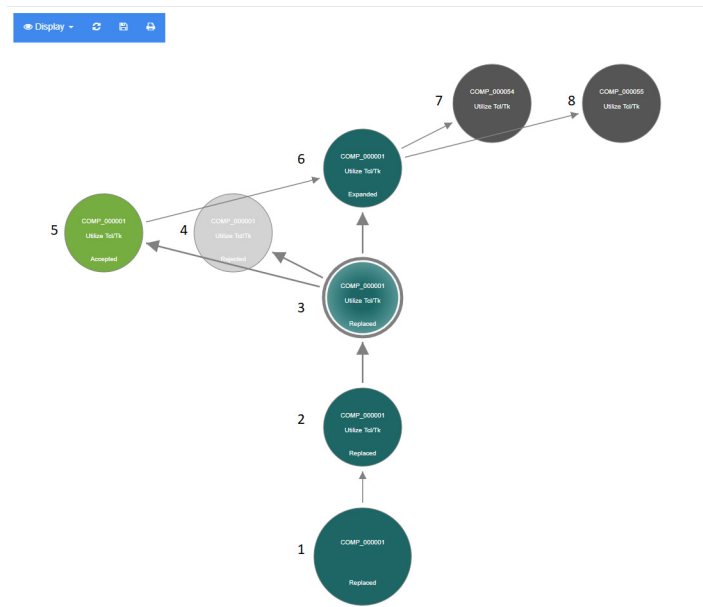 Display
7
COMP_000054
Utilize Tol/Tk
8
COMP_000055
Utilize Tol/Tk
6
COMP_000001
Utilize Tol/Tk
Expanded
5
COMP_000001
Utilize Tol/Tk
Accepted
4
COMP_000001
Utilize Tol/Tk
Rejected
3
COMP_000001
Utilize Tol/Tk
Replaced
2
COMP_000001
Utilize Tol/Tk
Replaced
1
COMP_000001
Replaced